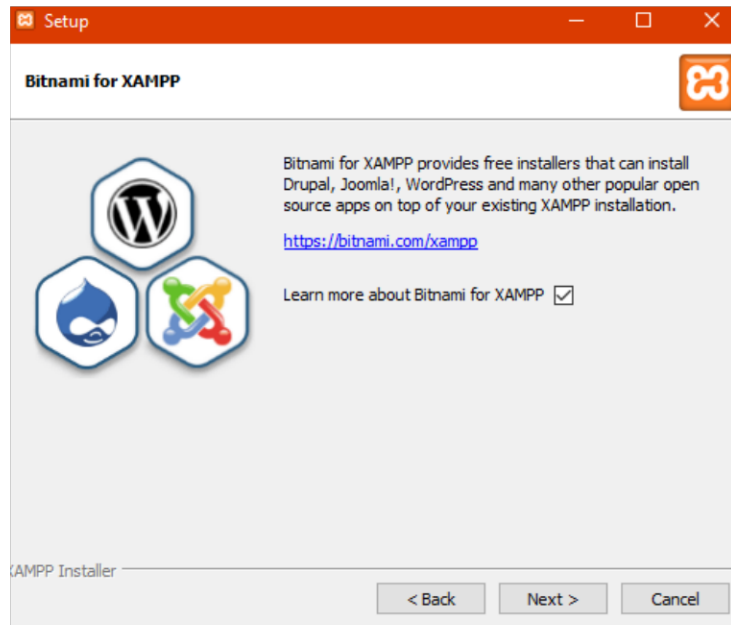 Setup
Bitnami for XAMPP
Bitnami for XAMPP provides free installers that can install
Drupal, Joomla!, WordPress and many other popular open
source apps on top of your existing XAMPP installation.
https://bitnami.com/xampp
Learn more about Bitnami for XAMPP
XAMPP Installer
< Back
Next >
Cancel